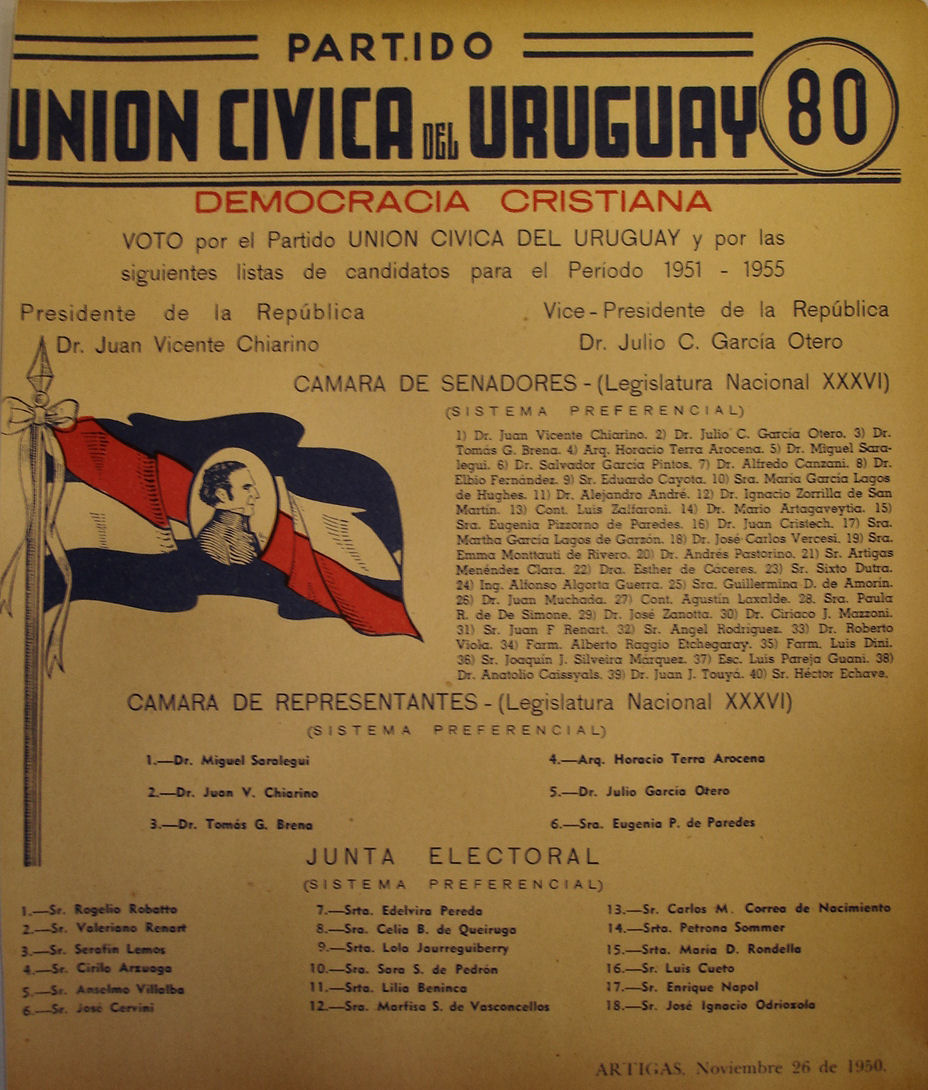 PARTIDO
UNION CIVICA DEL URUGUAY 80
DEMOCRACIA CRISTIANA
VOTO por el Partido UNION CIVICA DEL URUGUAY y por las
siguientes listas de candidatos para el Período 1951 - 1955
Presidente de la República
Dr. Juan Vicente Chiarino
Vice-Presidente de la República
Dr. Julio C. García Otero
CAMARA DE SENADORES - (Legislatura Nacional XXXVI)
(SISTEMA PREFERENCIAL)
1) Dr. Juan Vicente Chiarino. 2) Dr. Julio C. García Otero. 3) Dr.
Tomás G. Brena. 4) Arq. Horacio Terra Arocena. 5) Dr. Miguel Sara-
legui. 6) Dr. Salvador García Pintos. 7) Dr. Alfredo Canzani. 8) Dr.
Elbio Fernández. 9) Sr. Eduardo Cayota. 10) Sra. María García Lagos
de Hughes. 11) Dr. Alejandro André. 12) Dr. Ignacio Zorrilla de San
Martín. 13) Cont. Luis Zalfaroni. 14) Dr. Mario Artagaveytia. 15)
Sra. Eugenia Pizzorno de Paredes. 16) Dr. Juan Cristech. 17) Sra.
Martha García Lagos de Garzón. 18) Dr. José Carlos Vercesi. 19) Sra.
Emma Monttauti de Rivero. 20) Dr. Andrés Pastorino. 21) Sr. Artigas
Menéndez Clara. 22) Dra. Esther de Cáceres. 23) Sr. Sixto Dutra.
24) Ing. Alfonso Algorta Guerra. 25) Sra. Guillermina D. de Amorín.
26) Dr. Juan Muchada. 27) Cont. Agustín Laxalde. 28. Sra. Paula
R. de De Simone. 29) Dr. José Zanotta. 30) Dr. Ciriaco J. Mazzoni.
31) Sr. Juan F Renart. 32) Sr. Angel Rodríguez. 33) Dr. Roberto
Viola. 34) Farm. Alberto Raggio Etchegaray. 35) Farm. Luis Dini.
36) Sr. Joaquín J. Silveira Márquez. 37) Esc. Luis Pareja Guani. 38)
Dr. Anatolio Caissyals. 39) Dr. Juan J. Touyá. 40) Sr. Héctor Echave.
CAMARA DE REPRESENTANTES - (Legislatura Nacional XXXVI)
(SISTEMA PREFERENCIAL)
1.—Dr. Miguel Saralegui
2.—Dr. Juan V. Chiarino
3.—Dr. Tomás G. Brena
4.—Arq. Horacio Terra Arocena
5.—Dr. Julio García Otero
6.—Sra. Eugenia P. de Paredes
JUNTA ELECTORAL
(SISTEMA PREFERENCIAL)
1.—Sr. Rogelio Robatto
2.—Sr. Valeriano Renart
3.—Sr. Serafín Lemos
4.—Sr. Cirilo Arzuaga
5.—Sr. Anselmo Villalba
6.—Sr. José Cervini
7.—Srta. Edelvira Pereda
8.—Sra. Celia B. de Queiruga
9.—Srta. Lola Jaurreguiberry
10.—Sra. Sara S. de Pedrón
11.—Srta. Lilia Beninca
12.—Sra. Marfisa S. de Vasconcellos
13.—Sr. Carlos M. Correa de Nacimiento
14.—Srta. Petrona Sommer
15.—Srta. María D. Rondella
16.—Sr. Luis Cueto
17.—Sr. Enrique Napol
18.—Sr. José Ignacio Odriozola
ARTIGAS, Noviembre 26 de 1950.